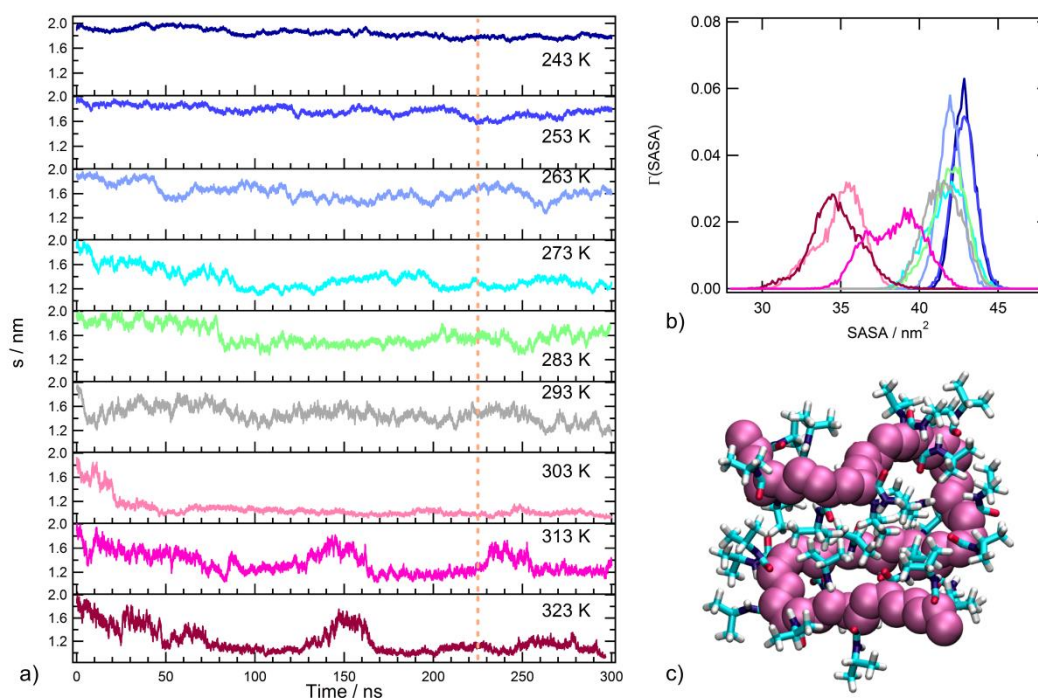 2.0
1.6
1.2
243 K
2.0
1.6
1.2
253 K
2.0
1.6
1.2
263 K
2.0
1.6
1.2
273 K
2.0
1.6
1.2
283 K
2.0
1.6
1.2
293 K
2.0
1.6
1.2
303 K
2.0
1.6
1.2
313 K
2.0
1.6
1.2
323 K
s / nm
0 50 100 150 200 250 300
Time / ns
a)
0.08
0.06
0.04
0.02
0.00
Γ(SASA)
30 35 40 45
SASA / nm²
b)
c)